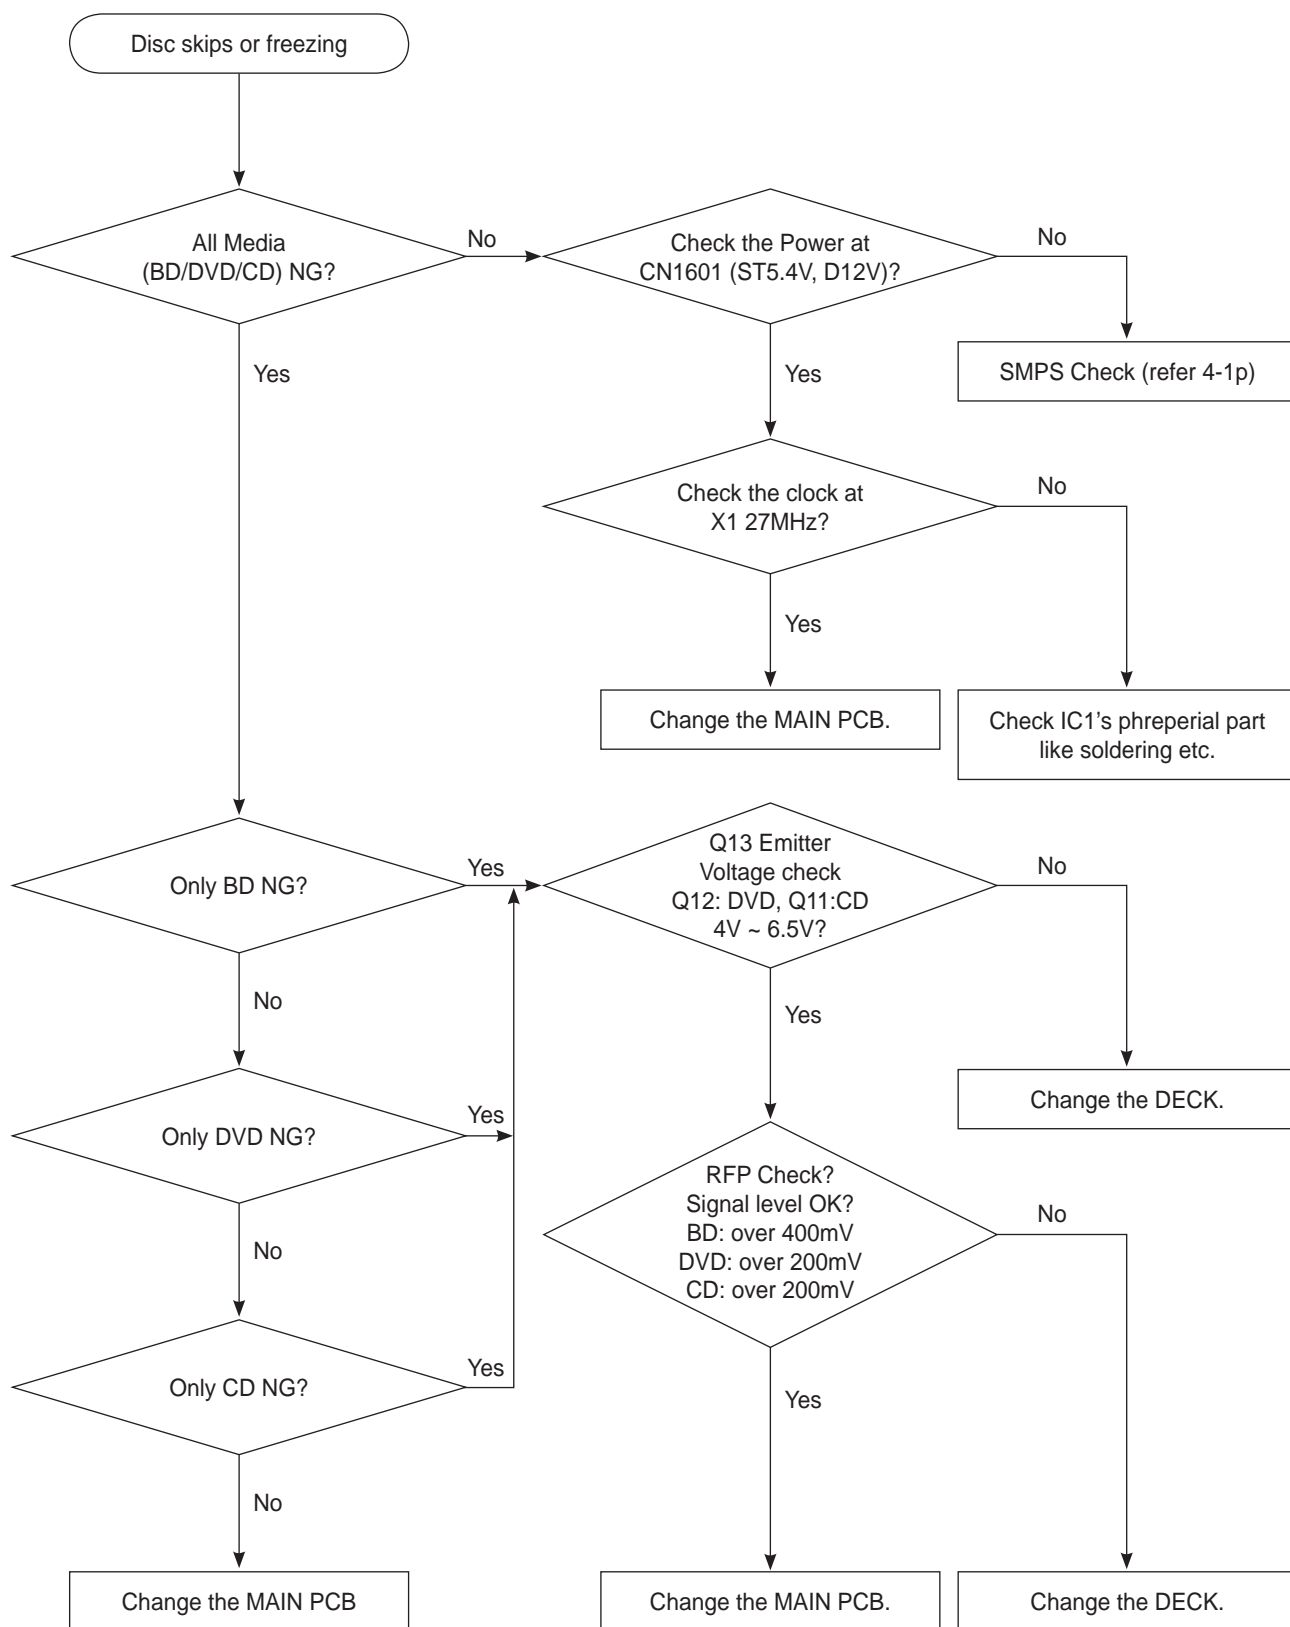 Disc skips or freezing
All Media
(BD/DVD/CD) NG?
No
Check the Power at
CN1601 (ST5.4V, D12V)?
No
Yes
Yes
SMPS Check (refer 4-1p)
Check the clock at
X1 27MHz?
No
Yes
Change the MAIN PCB.
Check IC1's phreperial part
like soldering etc.
Only BD NG?
Yes
Q13 Emitter
Voltage check
Q12: DVD, Q11:CD
4V ~ 6.5V?
No
No
Yes
Change the DECK.
Only DVD NG?
Yes
RFP Check?
Signal level OK?
BD: over 400mV
DVD: over 200mV
CD: over 200mV
No
No
Only CD NG?
Yes
Yes
No
Change the MAIN PCB
Change the MAIN PCB.
Change the DECK.